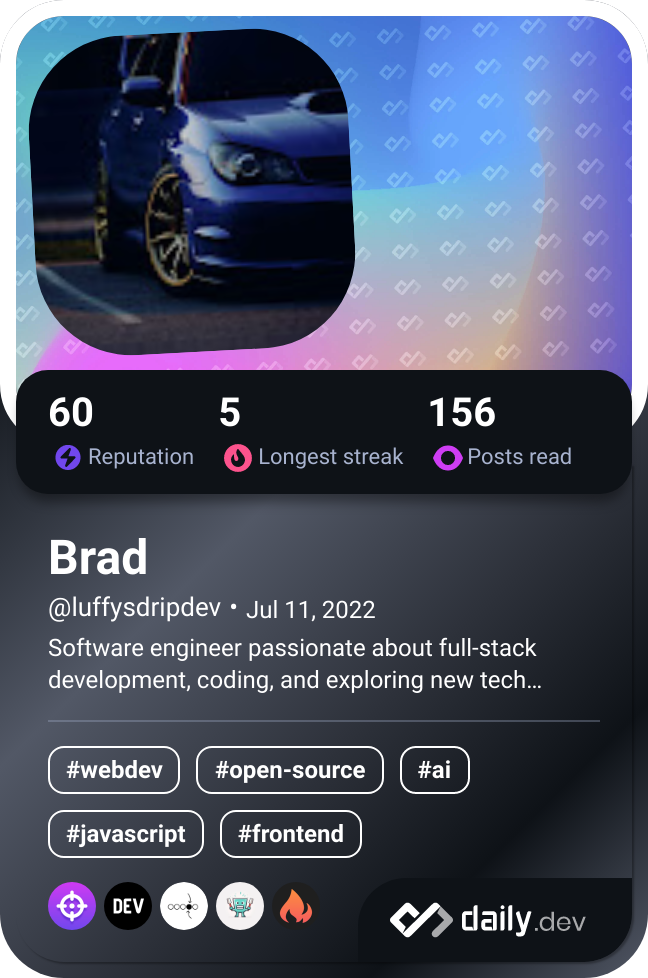 60 5 156
Reputation Longest streak Posts read
Brad
@luffysdripdev • Jul 11, 2022
Software engineer passionate about full-stack
development, coding, and exploring new tech...
#webdev #open-source #ai
#javascript #frontend
DEV
daily.dev